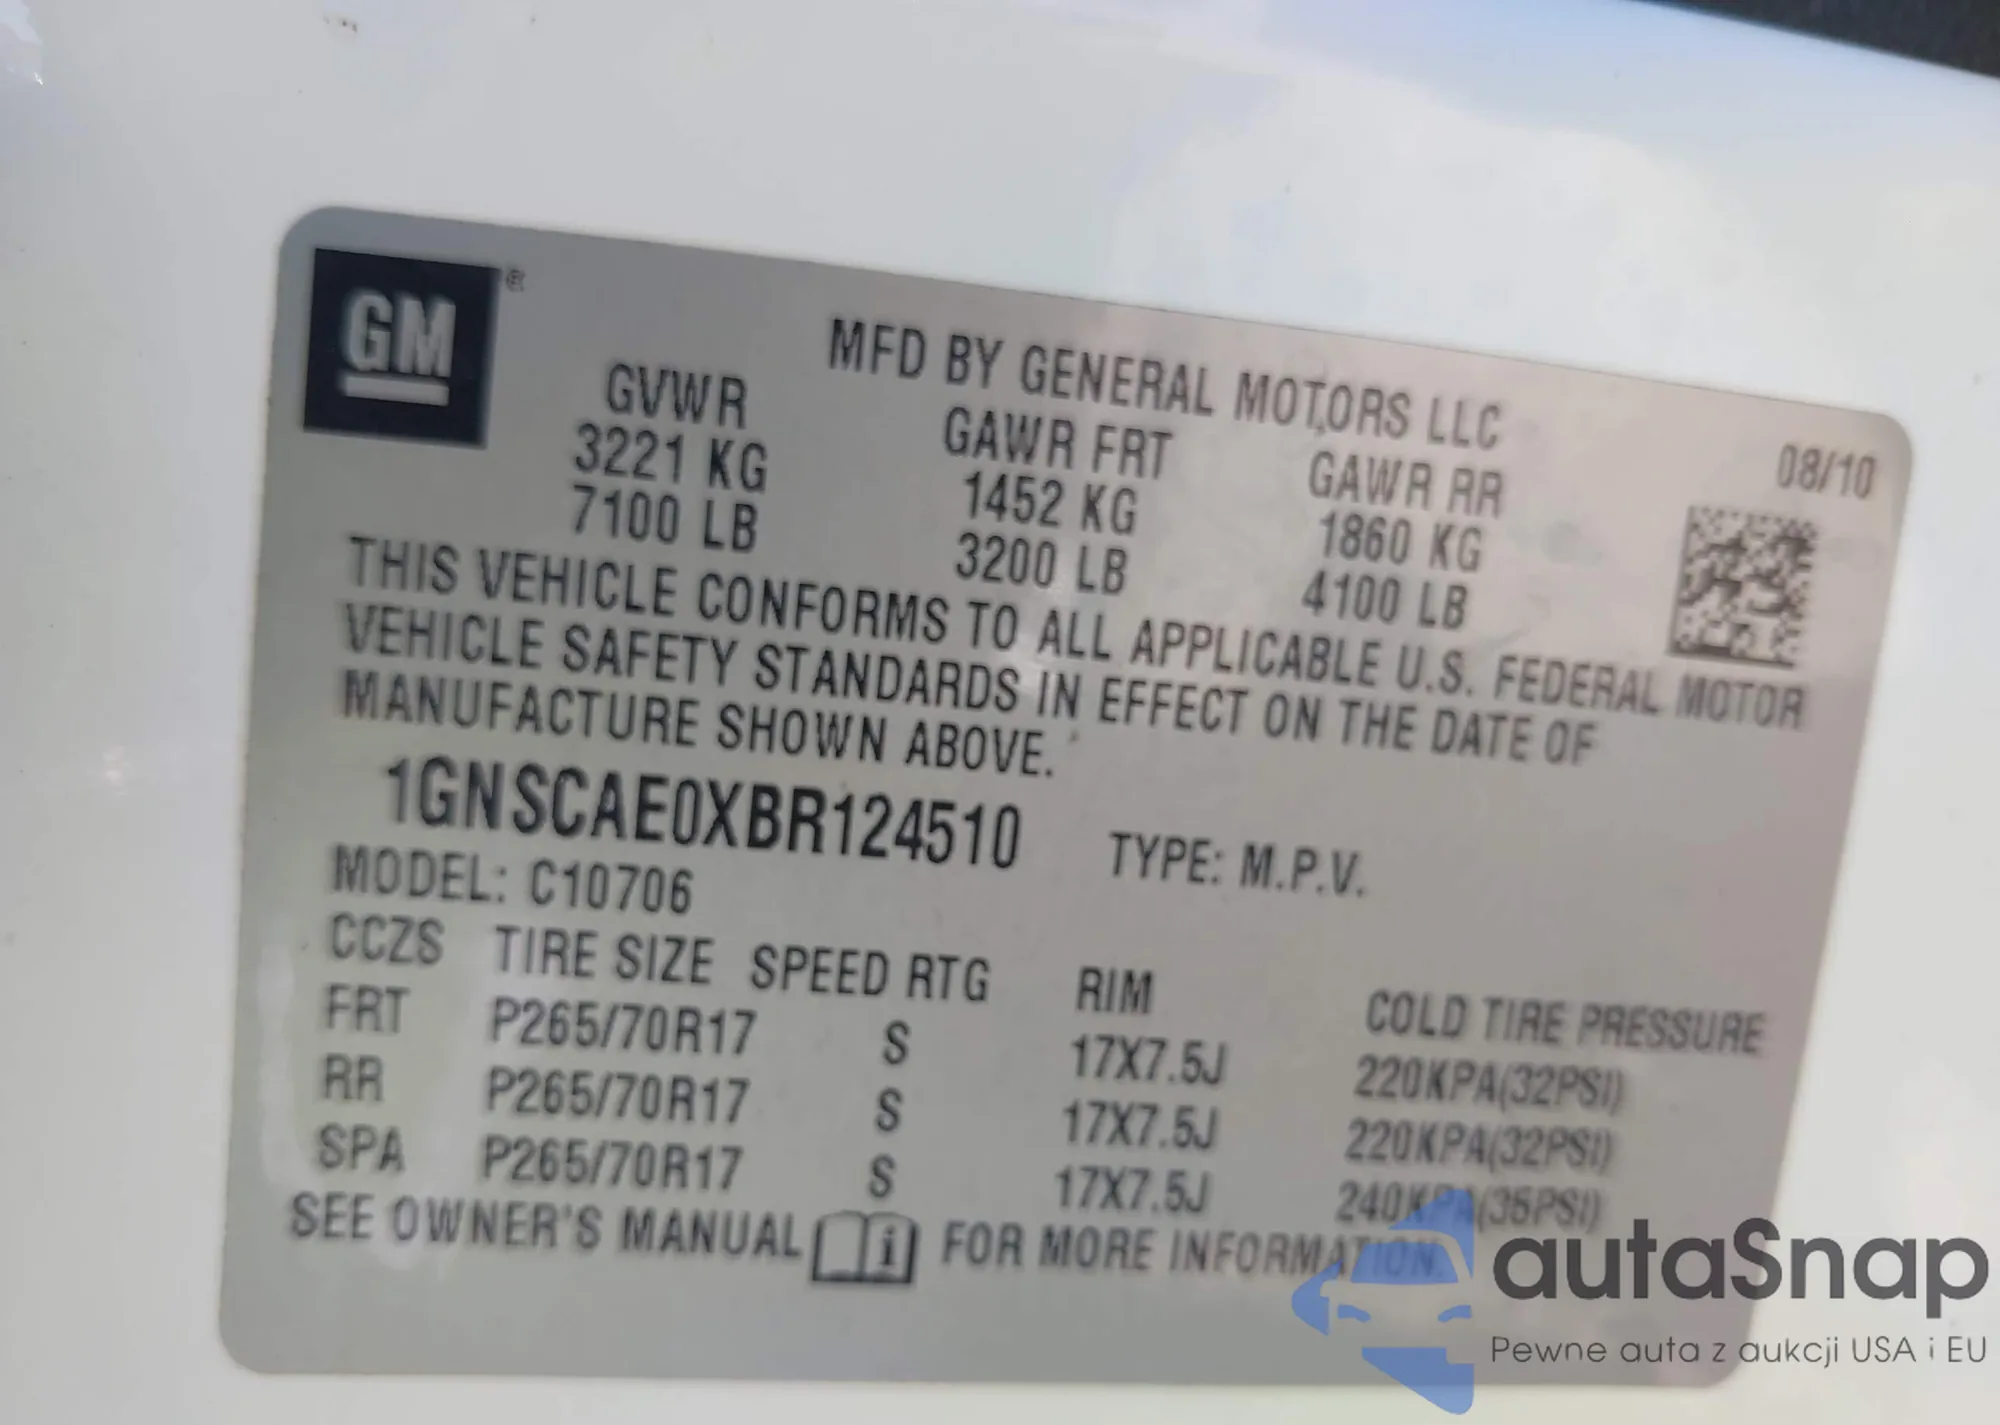 GM ®
MFD BY GENERAL MOTORS LLC
08/10
GVWR GAWR FRT GAWR RR
3221 KG 1452 KG 1860 KG
7100 LB 3200 LB 4100 LB
THIS VEHICLE CONFORMS TO ALL APPLICABLE U.S. FEDERAL MOTOR
VEHICLE SAFETY STANDARDS IN EFFECT ON THE DATE OF
MANUFACTURE SHOWN ABOVE.
1GNSCAE0XBR124510 TYPE: M.P.V.
MODEL: C10706
CCZS TIRE SIZE SPEED RTG RIM COLD TIRE PRESSURE
FRT P265/70R17 S 17X7.5J 220KPA(32PSI)
RR P265/70R17 S 17X7.5J 220KPA(32PSI)
SPA P265/70R17 S 17X7.5J 240KPA(35PSI)
SEE OWNER'S MANUAL FOR MORE INFORMATION.
autaSnap
Pewne auta z aukcji USA i EU